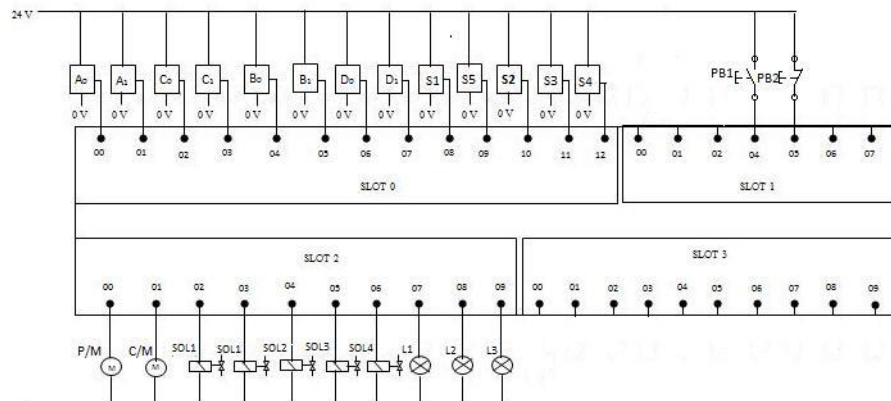 24 V
A0 A1 C0 C1 B0 B1 D0 D1 S1 S5 S2 S3 S4 PB1 PB2
0 V 0 V 0 V 0 V 0 V 0 V 0 V 0 V 0 V 0 V 0 V 0 V 0 V
00 01 02 03 04 05 06 07 08 09 10 11 12 00 01 02 04 05 06 07
SLOT 0 SLOT 1
SLOT 2 SLOT 3
00 01 02 03 04 05 06 07 08 09 00 01 02 03 04 05 06 07 08 09
P/M C/M SOL1 SOL1 SOL2 SOL3 SOL4 L1 L2 L3
M M